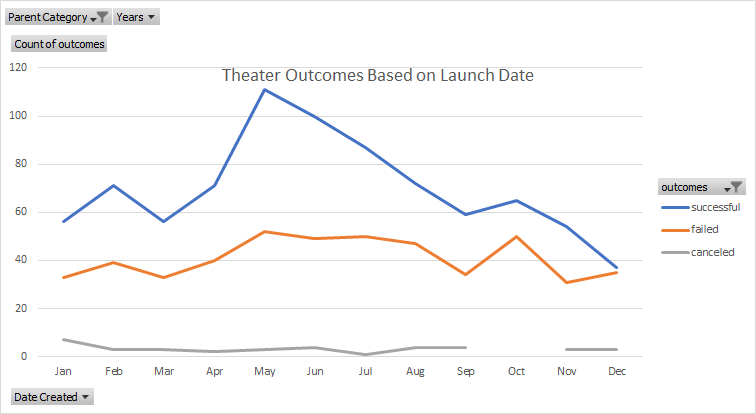 Parent Category Years
Count of outcomes
Theater Outcomes Based on Launch Date
120
100
80
60
40
20
0
Jan Feb Mar Apr May Jun Jul Aug Sep Oct Nov Dec
outcomes
successful
failed
canceled
Date Created